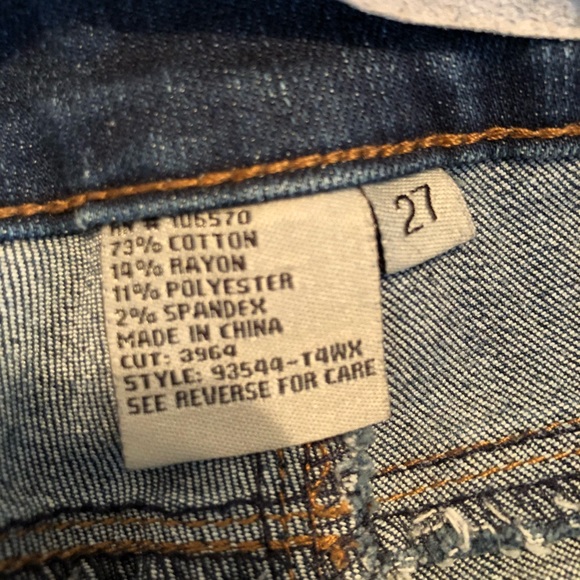 RN # 106570
73% COTTON
14% RAYON
11% POLYESTER
2% SPANDEX
MADE IN CHINA
CUT: 3964
STYLE: 93544-T4WX
SEE REVERSE FOR CARE
27